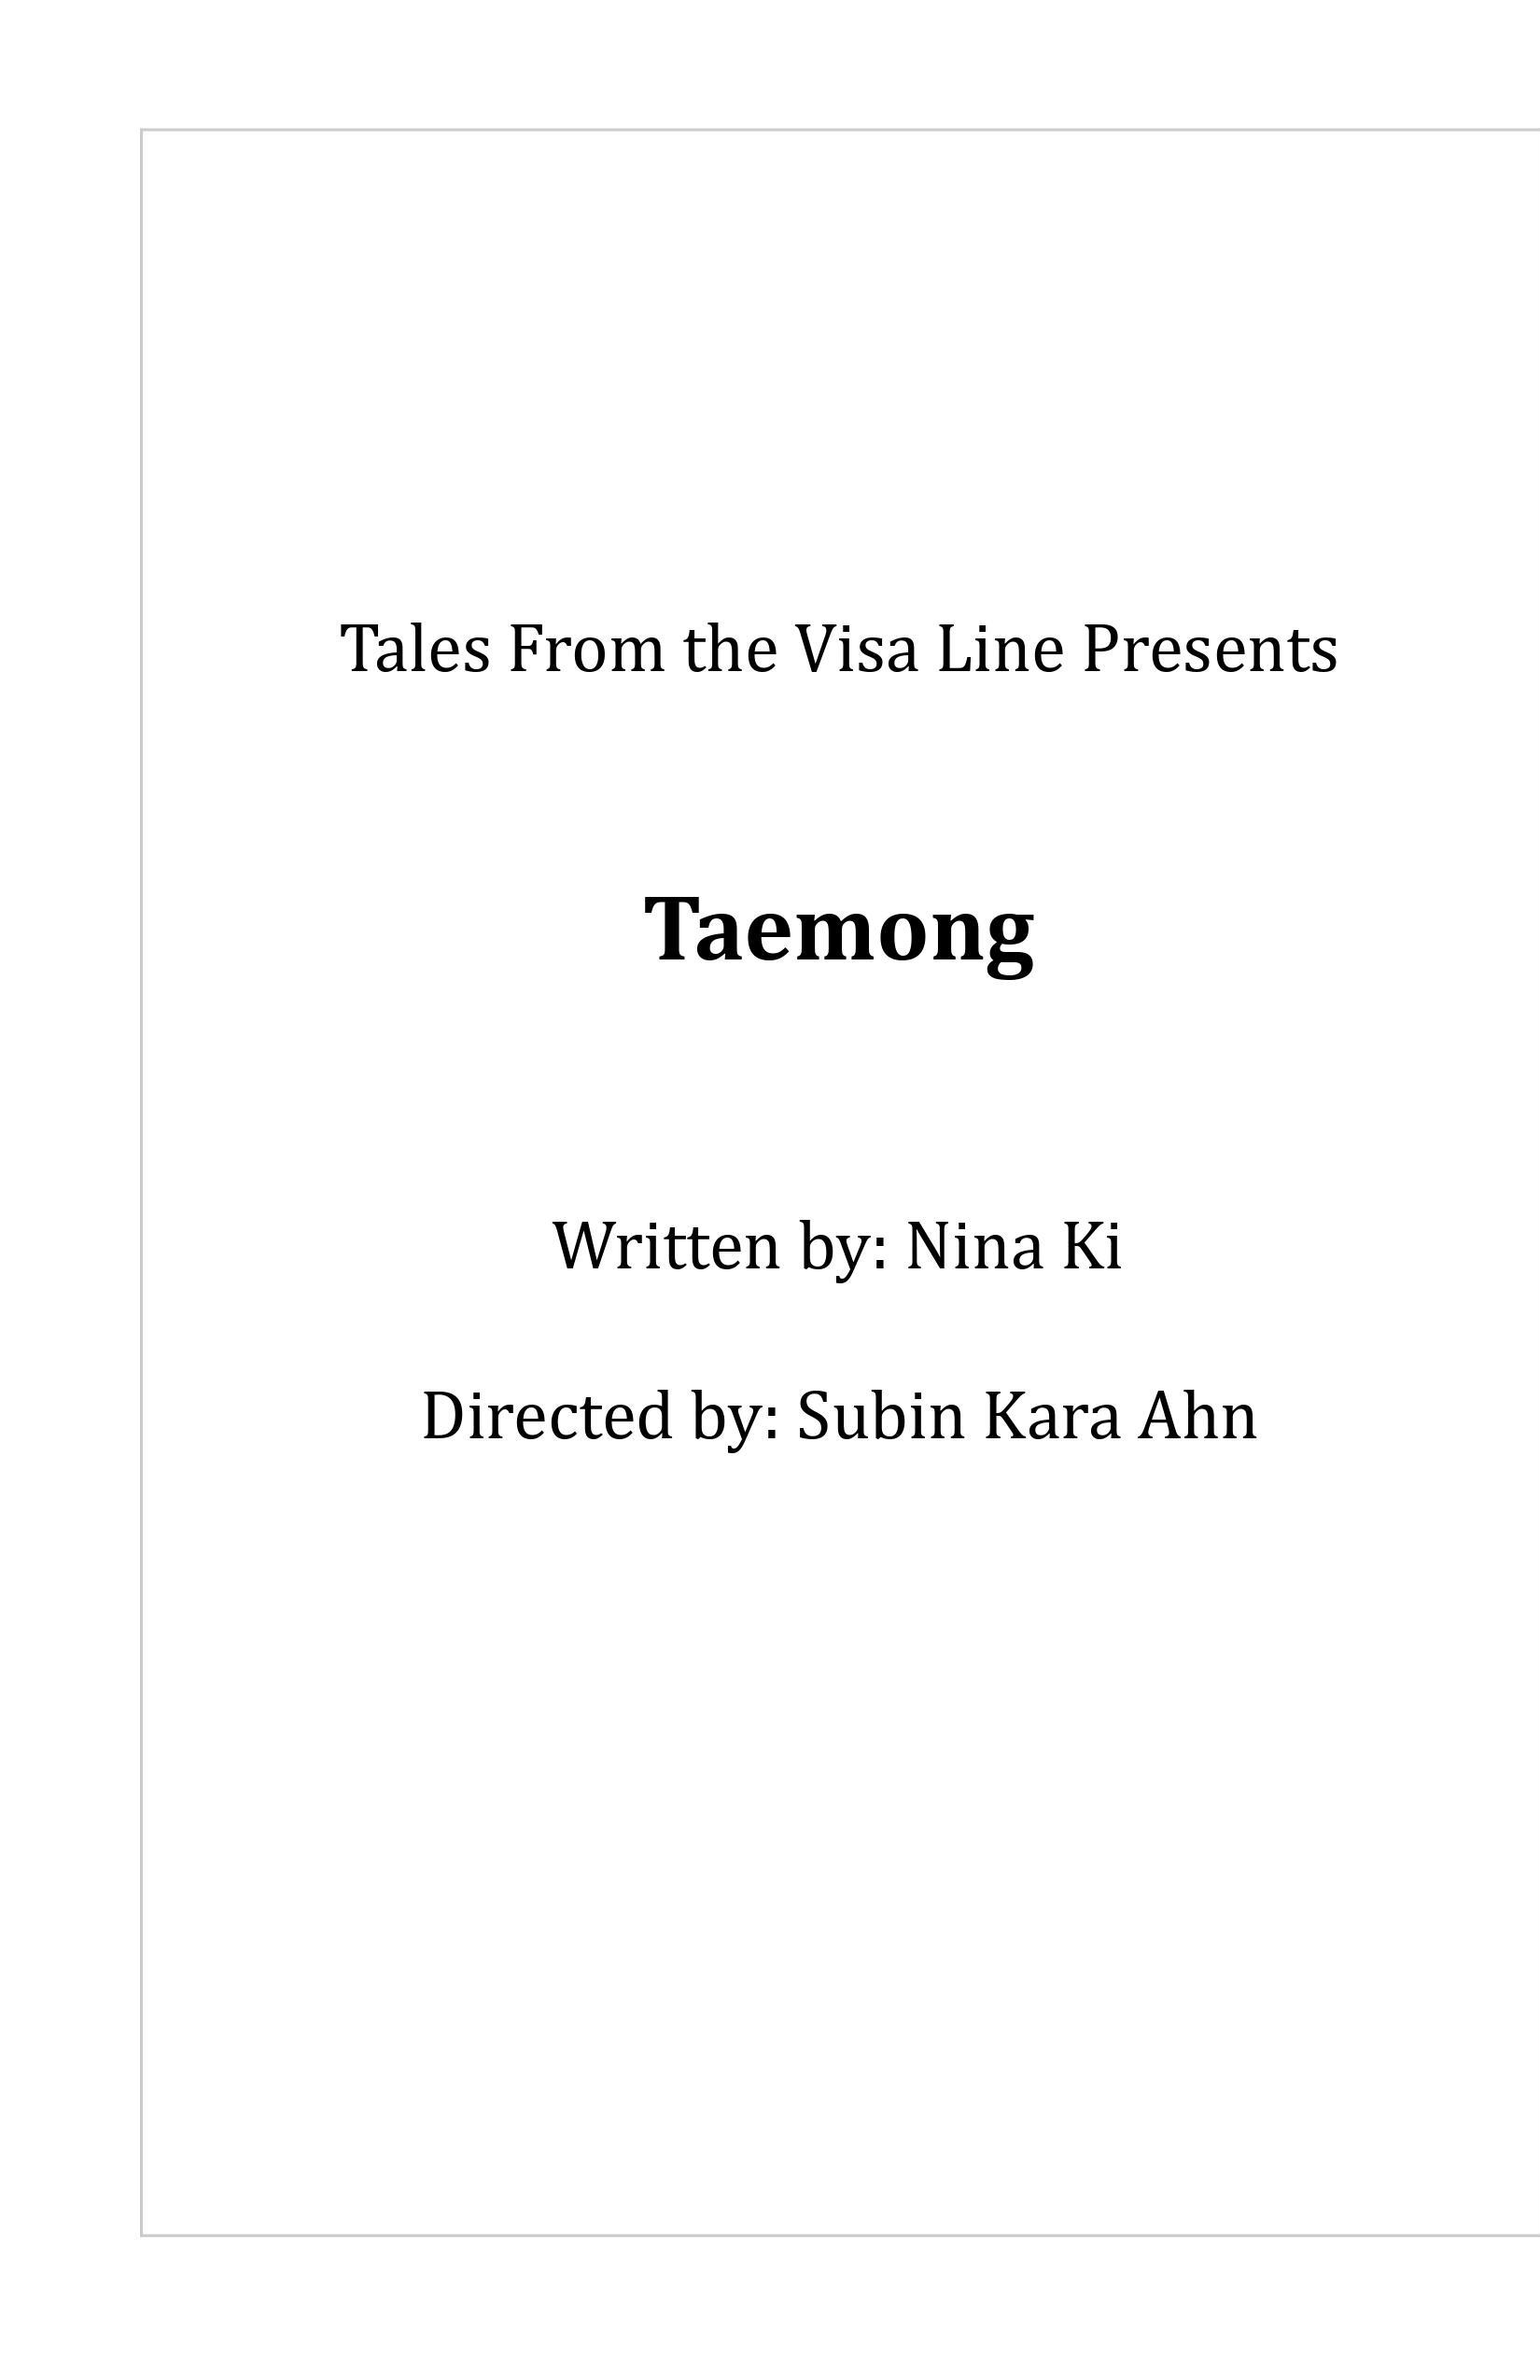 Tales From the Visa Line Presents
Taemong
Written by: Nina Ki
Directed by: Subin Kara Ahn